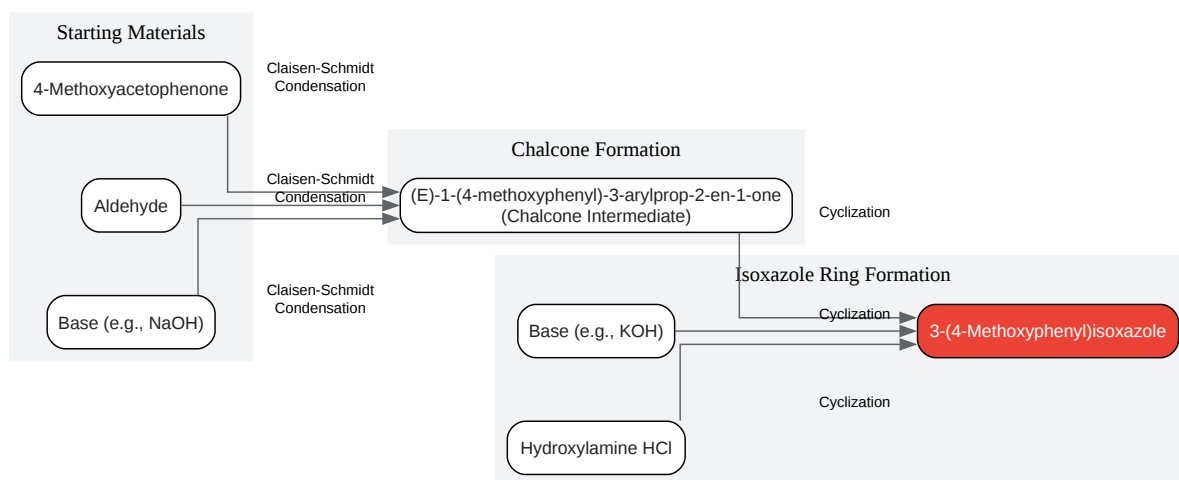 Starting Materials
4-Methoxyacetophenone
Claisen-Schmidt
Condensation
Chalcone Formation
Aldehyde
Claisen-Schmidt
Condensation
(E)-1-(4-methoxyphenyl)-3-arylprop-2-en-1-one
(Chalcone Intermediate)
Cyclization
Base (e.g., NaOH)
Claisen-Schmidt
Condensation
Isoxazole Ring Formation
Base (e.g., KOH)
Cyclization
3-(4-Methoxyphenyl)isoxazole
Cyclization
Hydroxylamine HCl